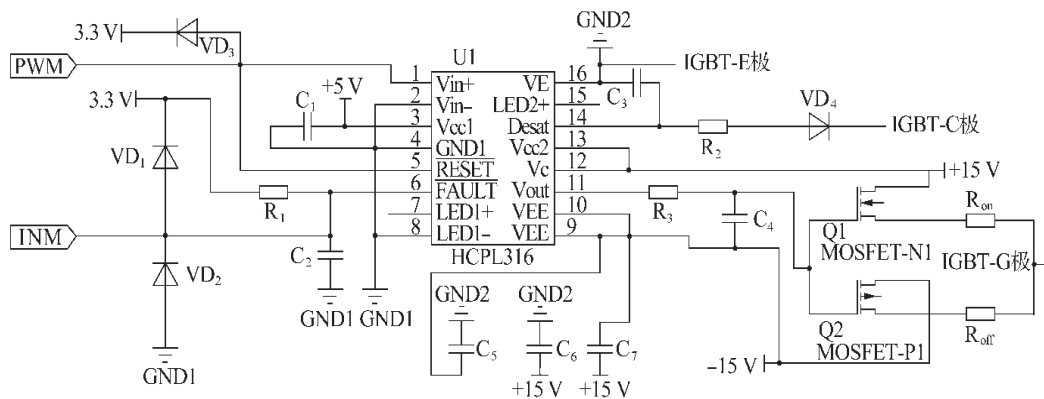 GND2
3.3 V
VD₃
U1
PWM
IGBT-E极
1
Vin+
VE
16
3.3 V
C₁
+5 V
2
Vin−
LED2+
15
C₃
VD₄
3
Vcc1
Desat
14
IGBT-C极
4
GND1
Vcc2
13
R₂
VD₁
5
RESET
Vc
12
+15 V
6
FAULT
Vout
11
R₁
7
LED1+
VEE
10
R₃
C₄
Q1
MOSFET-N1
Rₒₙ
INM
8
LED1−
VEE
9
HCPL316
C₂
IGBT-G极
VD₂
GND1
GND1
GND2
GND2
C₅
C₆
C₇
Q2
MOSFET-P1
R_off
GND1
+15 V
+15 V
−15 V